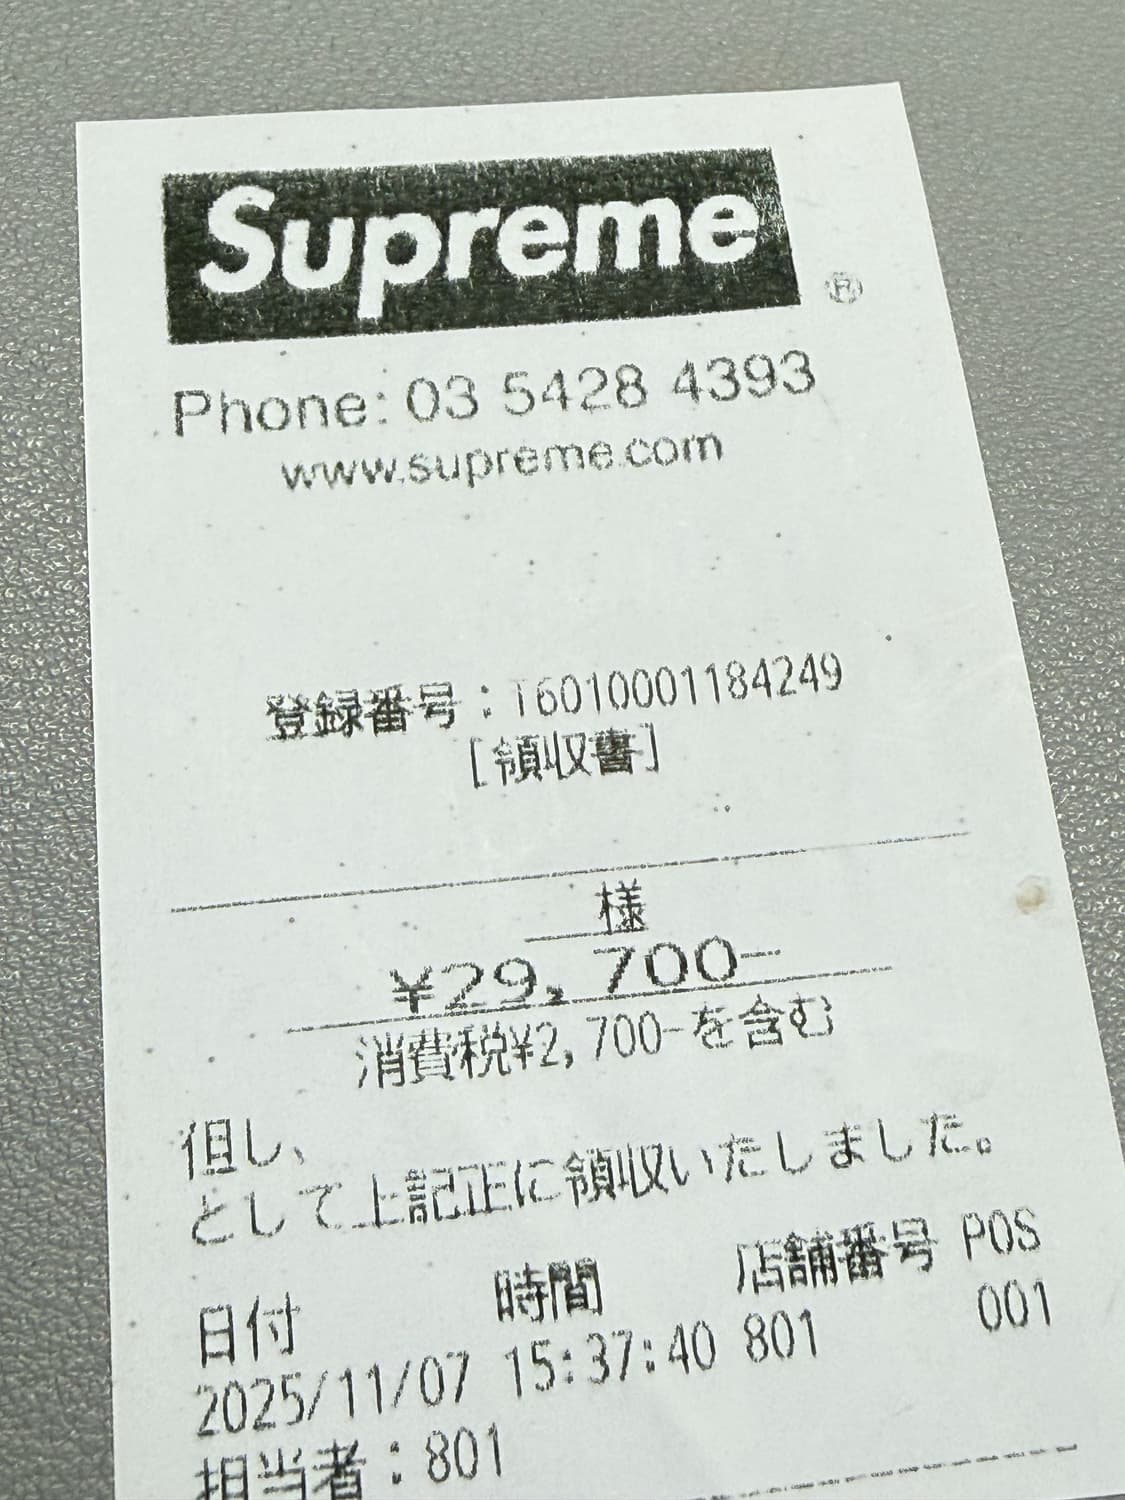 Supreme ®
Phone: 03 5428 4393
www.supreme.com
登録番号：T6010001184249
[領収書]
様
¥29,700-
消費税¥2,700-を含む
但し、
として上記正に領収いたしました。
日付 時間 店舗番号 POS
2025/11/07 15:37:40 801 001
担当者：801